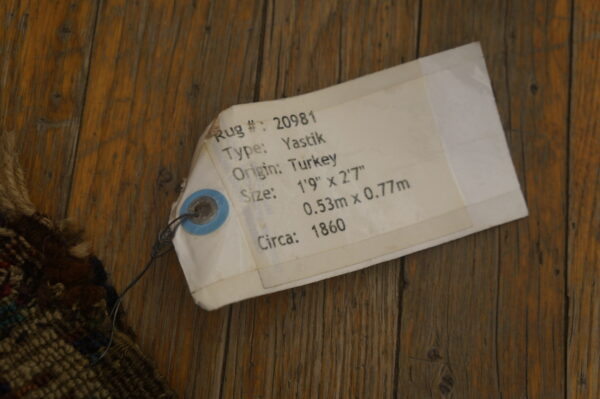 Rug #: 20981
Type: Yastik
Origin: Turkey
Size: 1'9" x 2'7"
0.53m x 0.77m
Circa: 1860